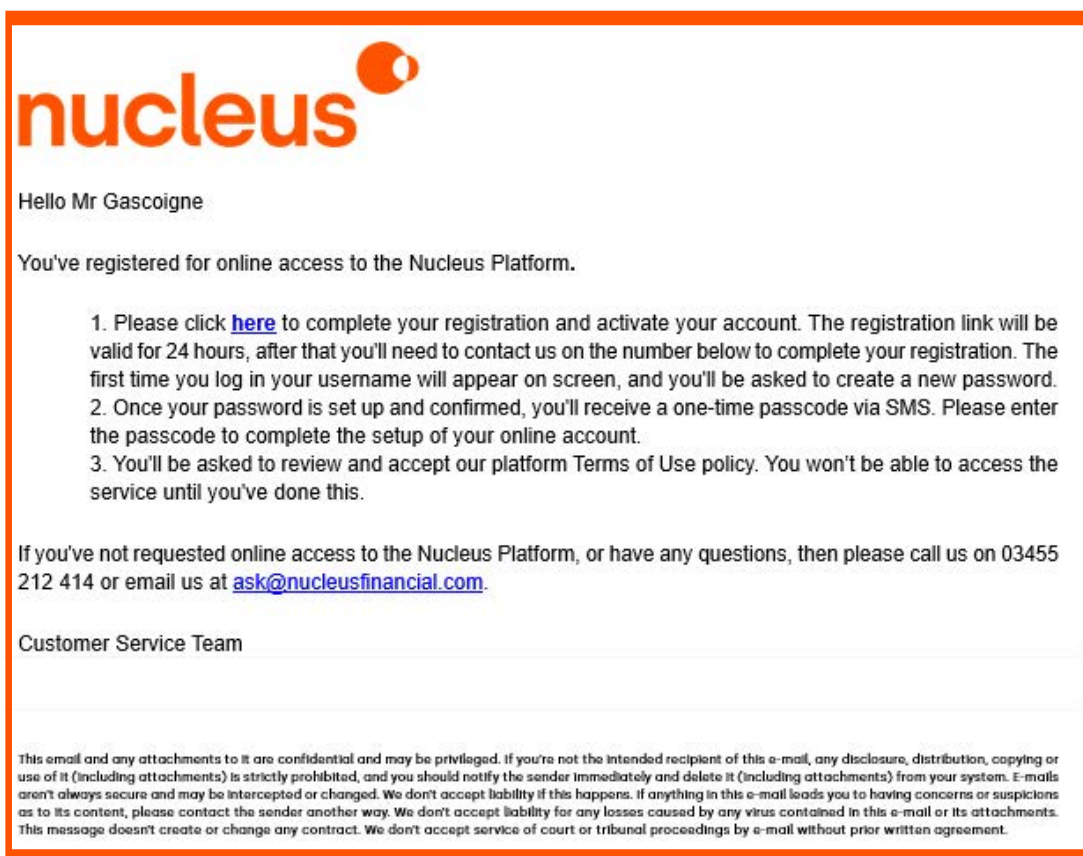 nucleus
Hello Mr Gascoigne
You've registered for online access to the Nucleus Platform.
1. Please click here to complete your registration and activate your account. The registration link will be
valid for 24 hours, after that you'll need to contact us on the number below to complete your registration. The
first time you log in your username will appear on screen, and you'll be asked to create a new password.
2. Once your password is set up and confirmed, you'll receive a one-time passcode via SMS. Please enter
the passcode to complete the setup of your online account.
3. You'll be asked to review and accept our platform Terms of Use policy. You won't be able to access the
service until you've done this.
If you've not requested online access to the Nucleus Platform, or have any questions, then please call us on 03455
212 414 or email us at ask@nucleusfinancial.com.
Customer Service Team
This email and any attachments to it are confidential and may be privileged. If you're not the intended recipient of this e-mail, any disclosure, distribution, copying or
use of it (including attachments) is strictly prohibited, and you should notify the sender immediately and delete it (including attachments) from your system. E-mails
aren't always secure and may be intercepted or changed. We don't accept liability if this happens. If anything in this e-mail leads you to having concerns or suspicions
as to its content, please contact the sender another way. We don't accept liability for any losses caused by any virus contained in this e-mail or its attachments.
This message doesn't create or change any contract. We don't accept service of court or tribunal proceedings by e-mail without prior written agreement.